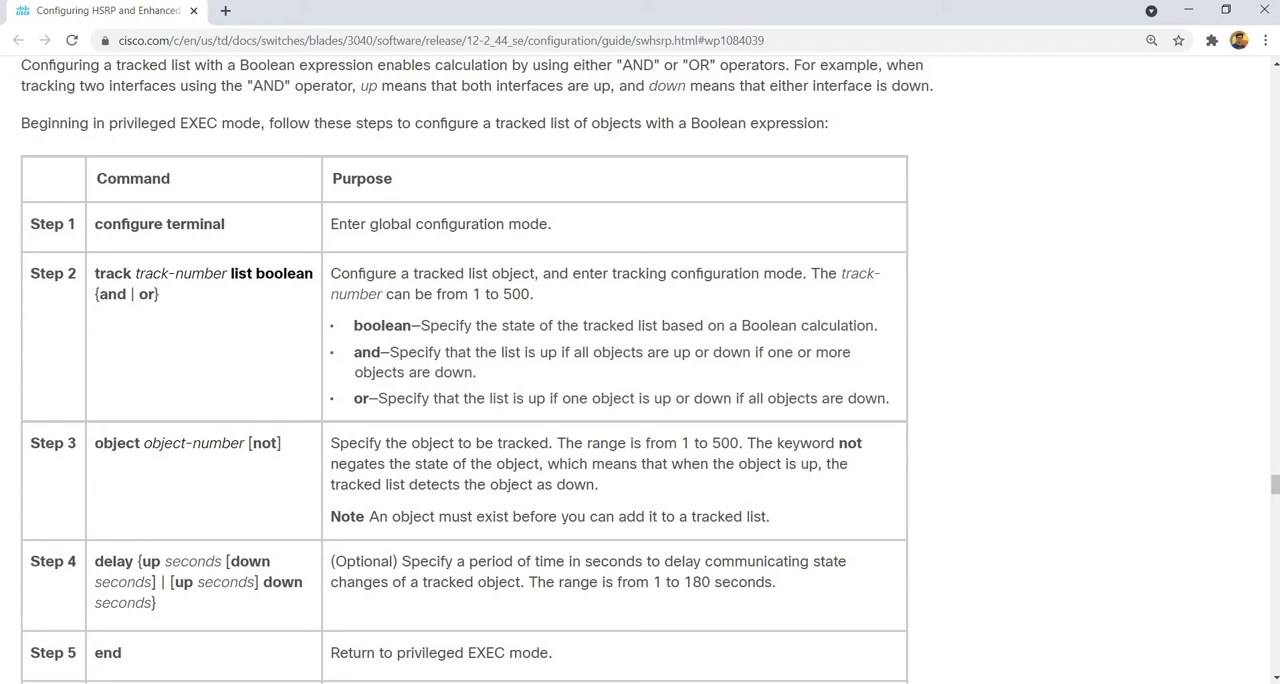 Configuring HSRP and Enhanced
cisco.com/c/en/us/td/docs/switches/blades/3040/software/release/12-2_44_se/configuration/guide/swhsrp.html#wp1084039
Configuring a tracked list with a Boolean expression enables calculation by using either "AND" or "OR" operators. For example, when
tracking two interfaces using the "AND" operator, up means that both interfaces are up, and down means that either interface is down.
Beginning in privileged EXEC mode, follow these steps to configure a tracked list of objects with a Boolean expression:
Command
Purpose
Step 1
configure terminal
Enter global configuration mode.
Step 2
track track-number list boolean
{and | or}
Configure a tracked list object, and enter tracking configuration mode. The track-
number can be from 1 to 500.
· boolean—Specify the state of the tracked list based on a Boolean calculation.
· and—Specify that the list is up if all objects are up or down if one or more
objects are down.
· or—Specify that the list is up if one object is up or down if all objects are down.
Step 3
object object-number [not]
Specify the object to be tracked. The range is from 1 to 500. The keyword not
negates the state of the object, which means that when the object is up, the
tracked list detects the object as down.
Note An object must exist before you can add it to a tracked list.
Step 4
delay {up seconds [down
seconds] | [up seconds] down
seconds}
(Optional) Specify a period of time in seconds to delay communicating state
changes of a tracked object. The range is from 1 to 180 seconds.
Step 5
end
Return to privileged EXEC mode.